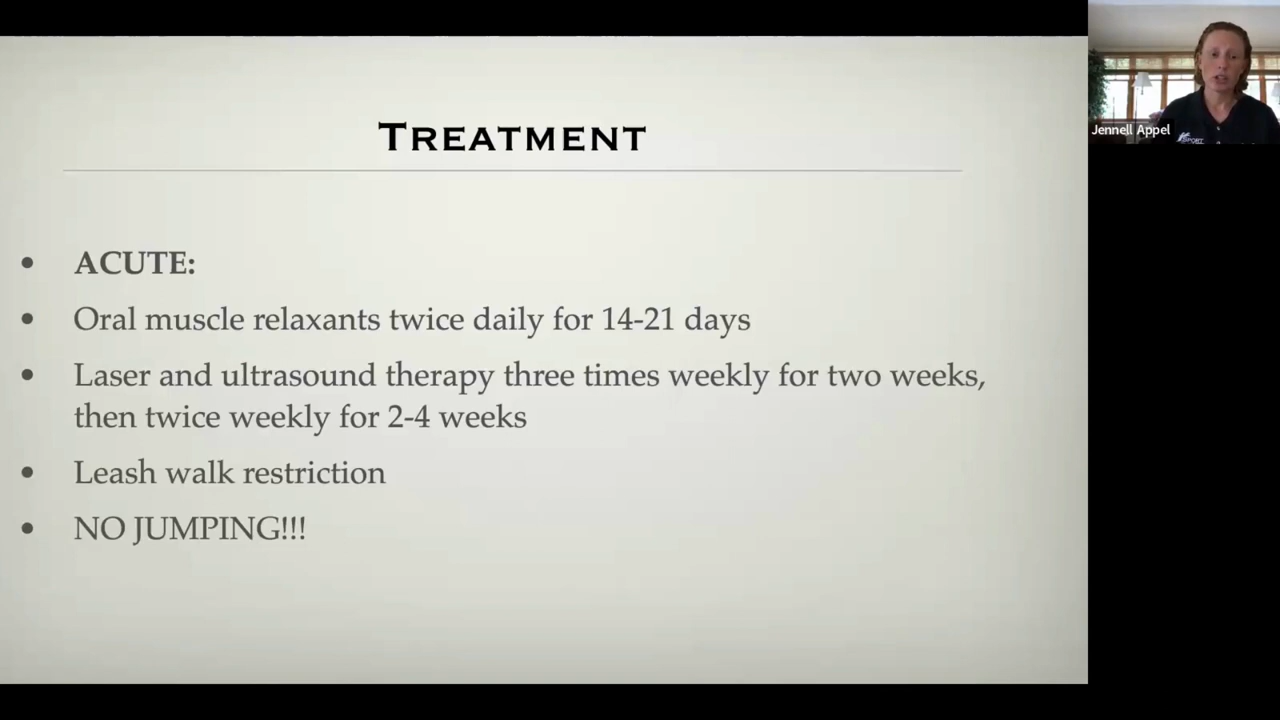 TREATMENT
• ACUTE:
• Oral muscle relaxants twice daily for 14-21 days
• Laser and ultrasound therapy three times weekly for two weeks,
then twice weekly for 2-4 weeks
• Leash walk restriction
• NO JUMPING!!!
Jennell Appel
SPORT